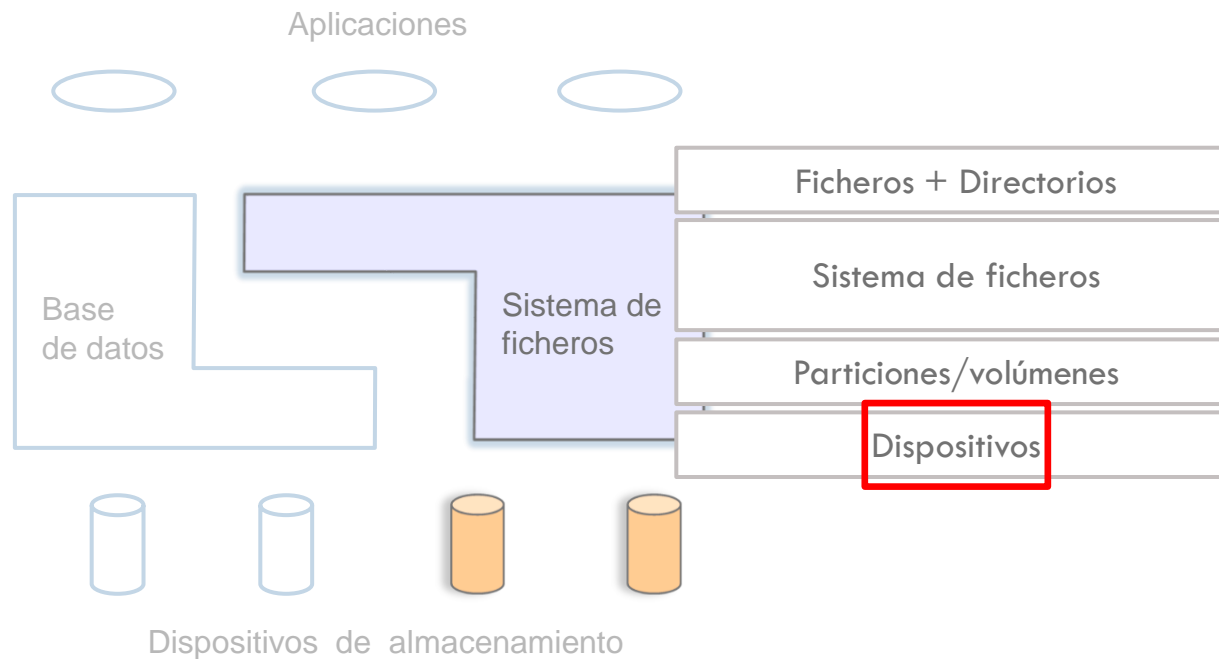 Aplicaciones
Ficheros + Directorios
Sistema de ficheros
Base
de datos
Sistema de
ficheros
Particiones/volúmenes
Dispositivos
Dispositivos de almacenamiento